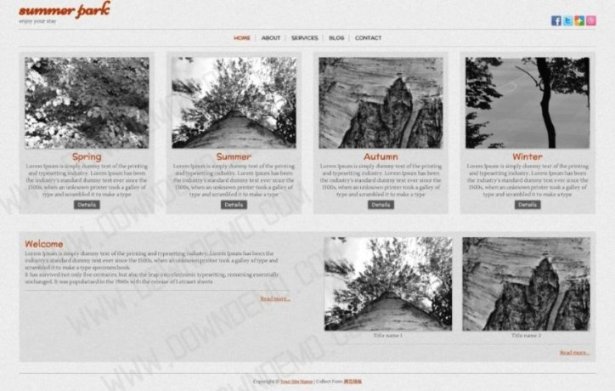 summer park
enjoy your stay
HOME ABOUT SERVICES BLOG CONTACT
Spring
Lorem Ipsum is simply dummy text of the printing
and typesetting industry. Lorem Ipsum has been
the industry's standard dummy text ever since the
1500s, when an unknown printer took a galley of
type and scrambled it to make a type
Details
Summer
Lorem Ipsum is simply dummy text of the printing
and typesetting industry. Lorem Ipsum has been
the industry's standard dummy text ever since the
1500s, when an unknown printer took a galley of
type and scrambled it to make a type
Details
Autumn
Lorem Ipsum is simply dummy text of the printing
and typesetting industry. Lorem Ipsum has been
the industry's standard dummy text ever since the
1500s, when an unknown printer took a galley of
type and scrambled it to make a type
Details
Winter
Lorem Ipsum is simply dummy text of the printing
and typesetting industry. Lorem Ipsum has been
the industry's standard dummy text ever since the
1500s, when an unknown printer took a galley of
type and scrambled it to make a type
Details
Welcome
Lorem Ipsum is simply dummy text of the printing and typesetting industry. Lorem Ipsum has been the
industry's standard dummy text ever since the 1500s, when an unknown printer took a galley of type and
scrambled it to make a type specimen book.
It has survived not only five centuries, but also the leap into electronic typesetting, remaining essentially
unchanged. It was popularised in the 1960s with the release of Letraset sheets
Read more...
Title name 1
Title name 2
Read more...
Copyright © Your Site Name | Collect from
WWW.DOWNDEMO.